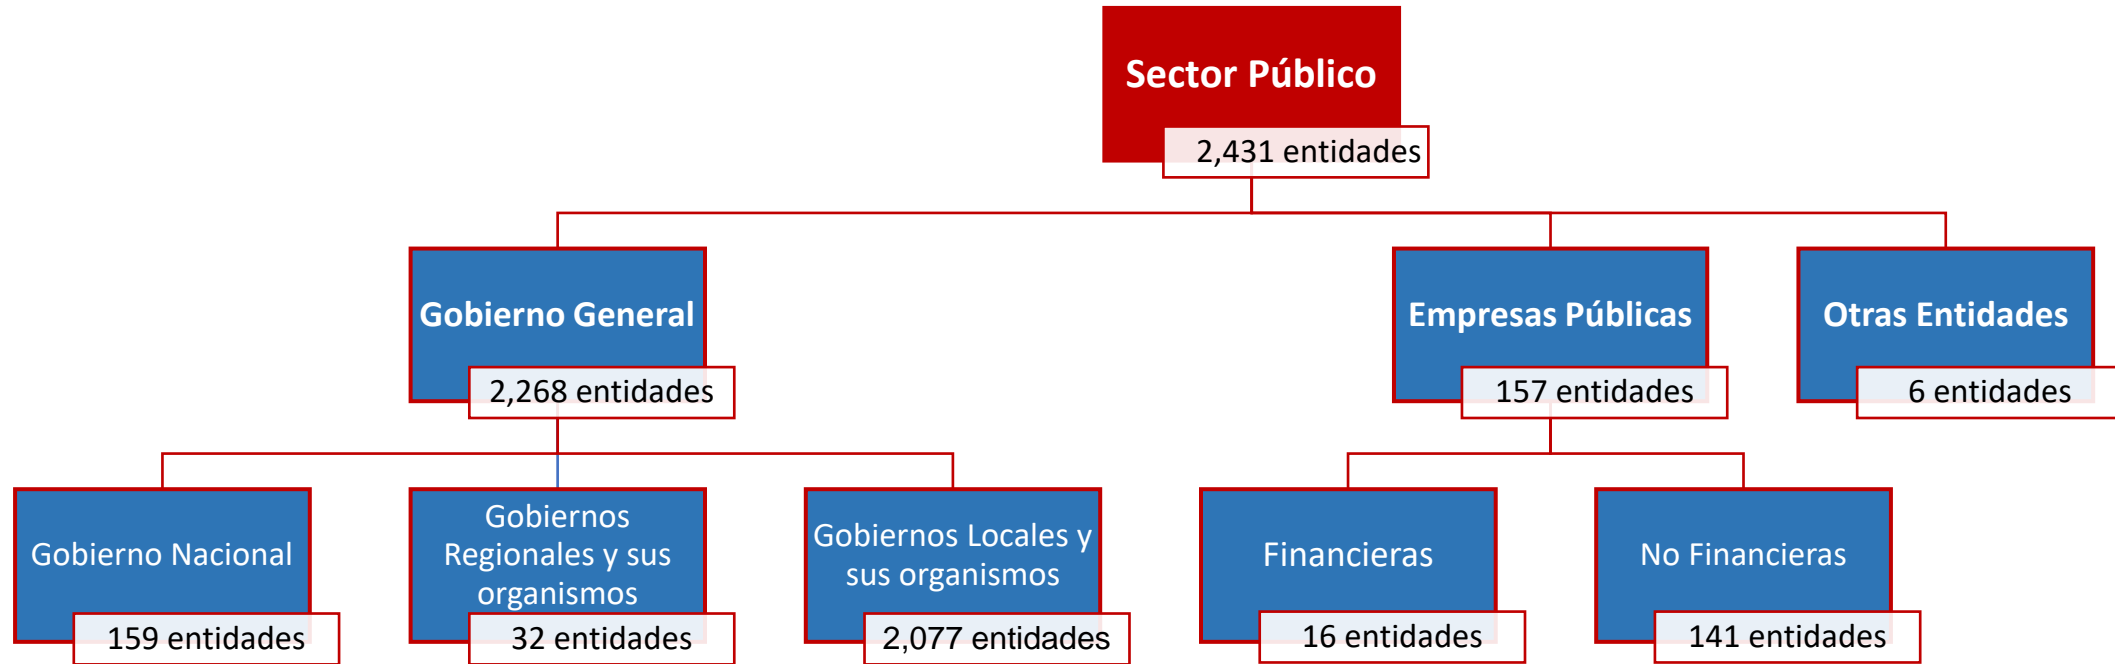 Sector Público
2,431 entidades
Gobierno General
2,268 entidades
Empresas Públicas
157 entidades
Otras Entidades
6 entidades
Gobierno Nacional
159 entidades
Gobiernos
Regionales y sus
organismos
32 entidades
Gobiernos Locales y
sus organismos
2,077 entidades
Financieras
16 entidades
No Financieras
141 entidades